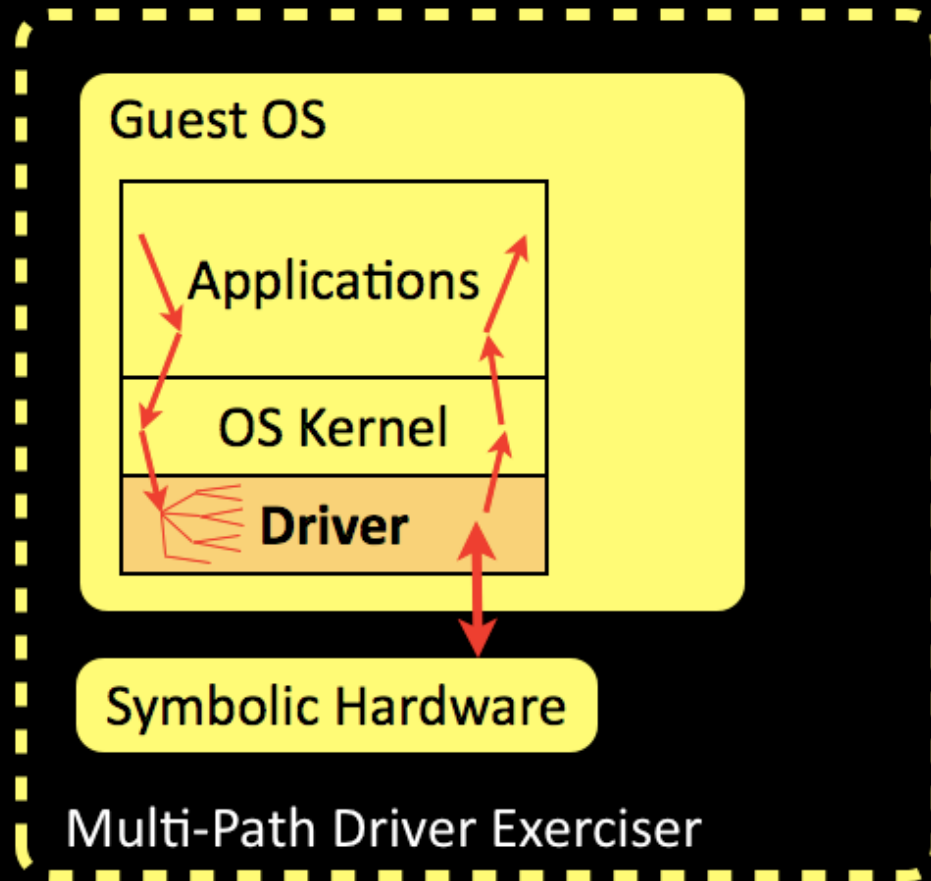 Guest OS
Applications
OS Kernel
Driver
Symbolic Hardware
Multi-Path Driver Exerciser